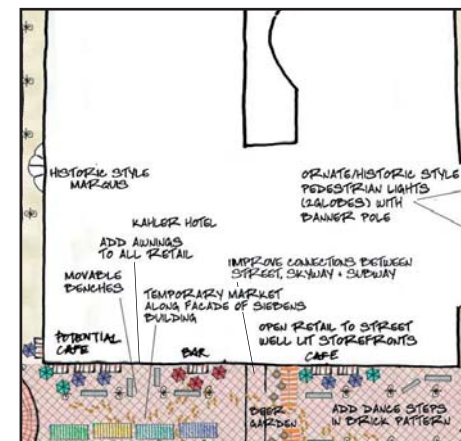 HISTORIC STYLE
MARQUIS
ORNATE/HISTORIC STYLE
PEDESTRIAN LIGHTS
(2GLOBES) WITH
BANNER POLE
KAHLER HOTEL
ADD AWNINGS
TO ALL RETAIL
IMPROVE CONNECTIONS BETWEEN
STREET, SKYWAY + SUBWAY
MOVABLE
BENCHES
TEMPORARY MARKET
ALONG FACADE OF SIEBENS
BUILDING
OPEN RETAIL TO STREET
WELL LIT STOREFRONTS
POTENTIAL
CAFE
BAR
CAFE
BEER
GARDEN
ADD DANCE STEPS
IN BRICK PATTERN